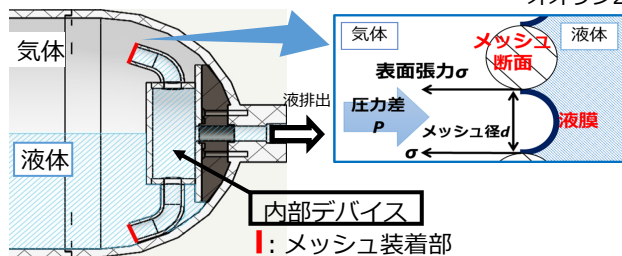 気体
液体
液排出
内部デバイス
：メッシュ装着部
気体
メッシュ
断面
液体
表面張力σ
圧力差
P
メッシュ径d
液膜
σ